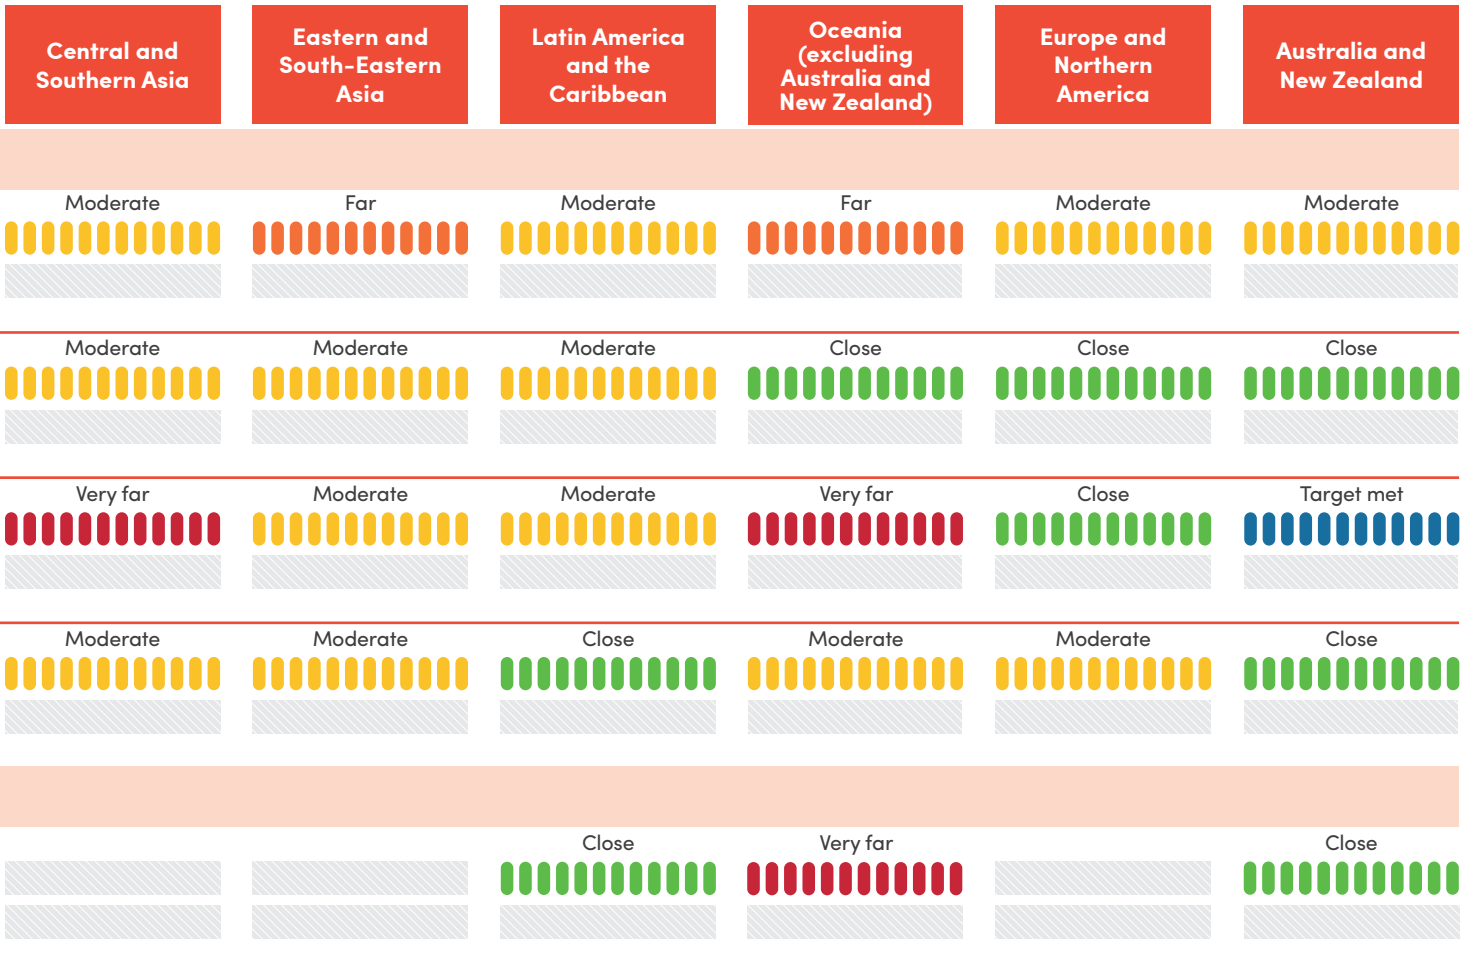 Central and
Southern Asia
Eastern and
South-Eastern
Asia
Latin America
and the
Caribbean
Oceania
(excluding
Australia and
New Zealand)
Europe and
Northern
America
Australia and
New Zealand
Moderate
Far
Moderate
Far
Moderate
Moderate
Moderate
Moderate
Moderate
Close
Close
Close
Very far
Moderate
Moderate
Very far
Close
Target met
Moderate
Moderate
Close
Moderate
Moderate
Close
Close
Very far
Close